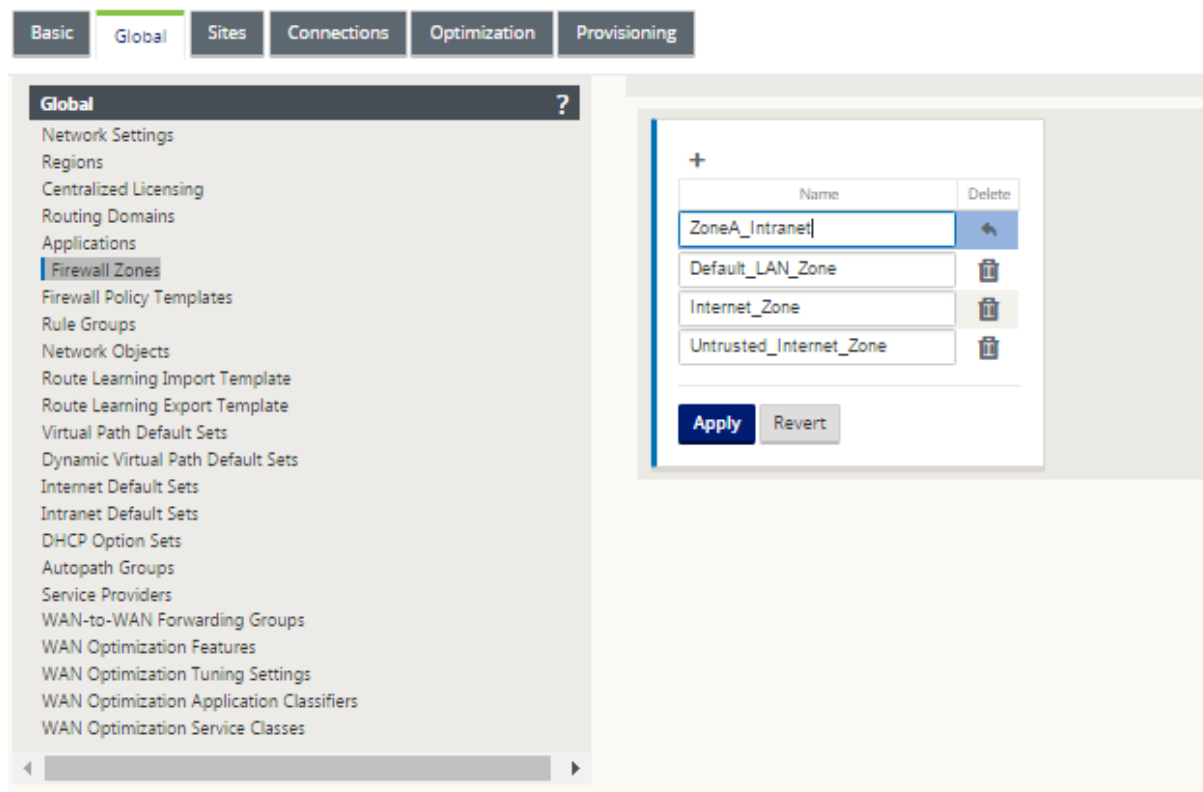 Basic Global Sites Connections Optimization Provisioning
Global ?
Network Settings
Regions
Centralized Licensing
Routing Domains
Applications
Firewall Zones
Firewall Policy Templates
Rule Groups
Network Objects
Route Learning Import Template
Route Learning Export Template
Virtual Path Default Sets
Dynamic Virtual Path Default Sets
Internet Default Sets
Intranet Default Sets
DHCP Option Sets
Autopath Groups
Service Providers
WAN-to-WAN Forwarding Groups
WAN Optimization Features
WAN Optimization Tuning Settings
WAN Optimization Application Classifiers
WAN Optimization Service Classes
+
Name Delete
ZoneA_Intranet
Default_LAN_Zone
Internet_Zone
Untrusted_Internet_Zone
Apply Revert